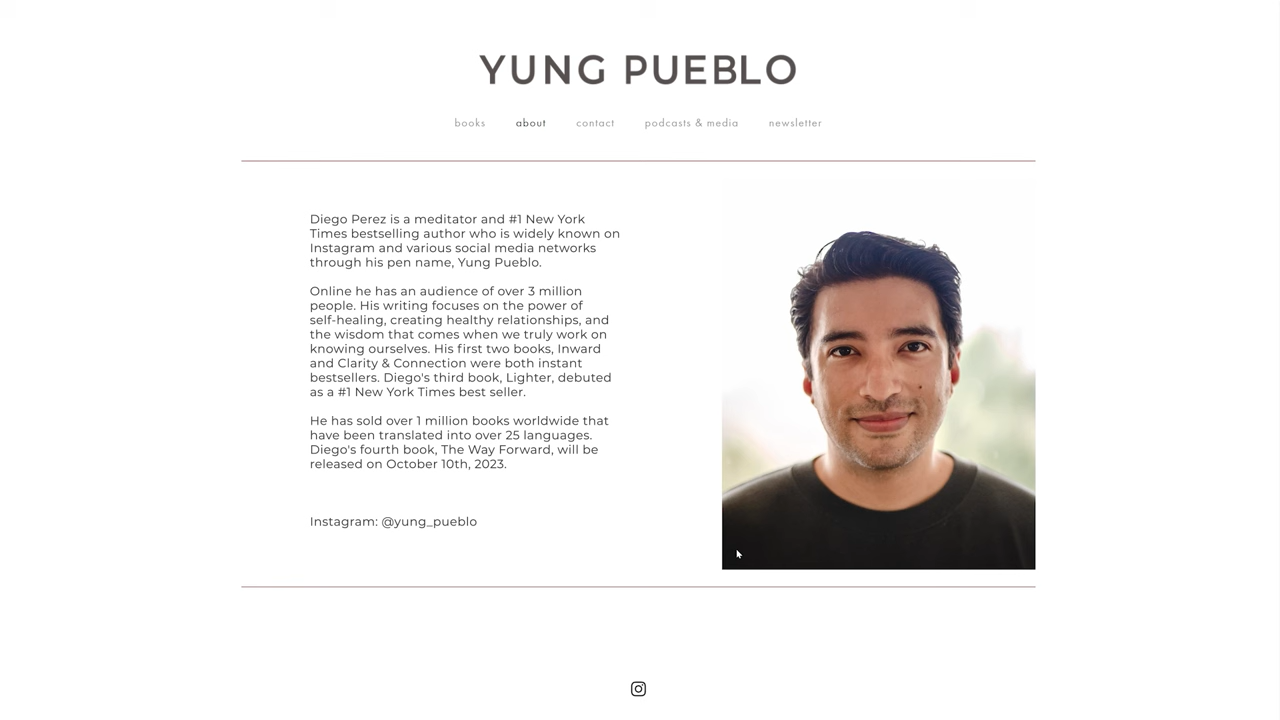 YUNG PUEBLO
books about contact podcasts & media newsletter
Diego Perez is a meditator and #1 New York
Times bestselling author who is widely known on
Instagram and various social media networks
through his pen name, Yung Pueblo.
Online he has an audience of over 3 million
people. His writing focuses on the power of
self-healing, creating healthy relationships, and
the wisdom that comes when we truly work on
knowing ourselves. His first two books, Inward
and Clarity & Connection were both instant
bestsellers. Diego's third book, Lighter, debuted
as a #1 New York Times best seller.
He has sold over 1 million books worldwide that
have been translated into over 25 languages.
Diego's fourth book, The Way Forward, will be
released on October 10th, 2023.
Instagram: @yung_pueblo